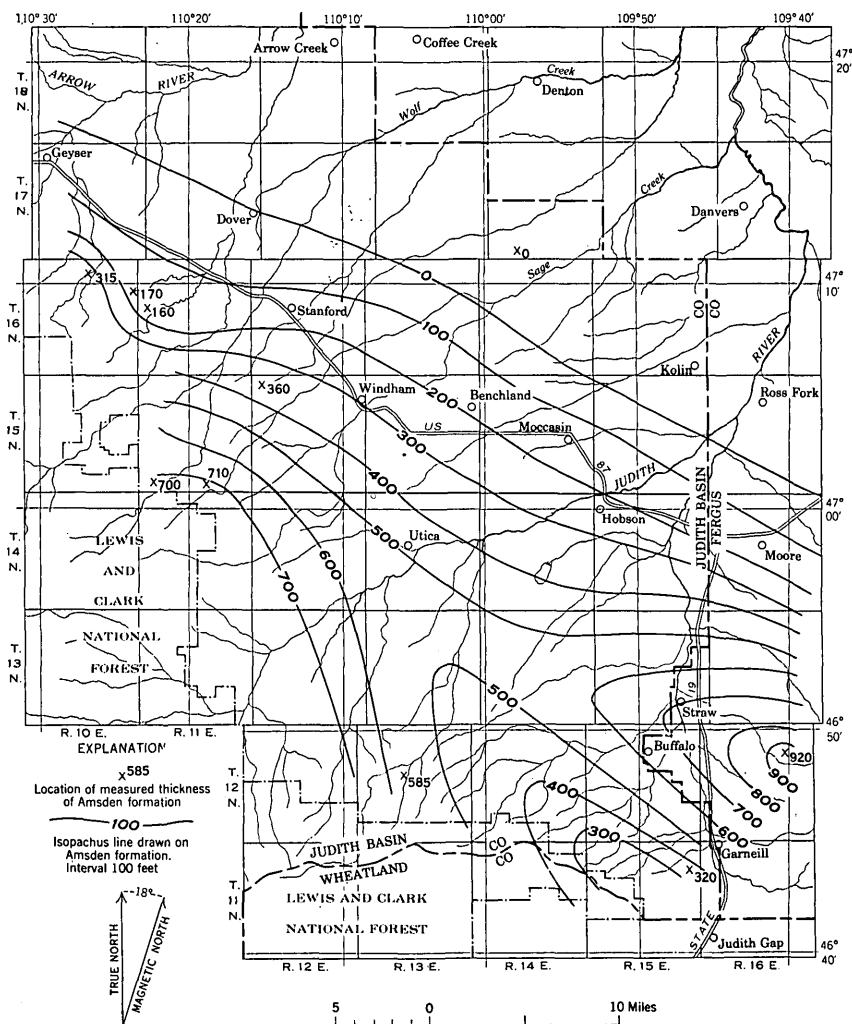 110°30' 110°20' 110°10' 110°00' 109°50' 109°40'
Arrow Creek
Coffee Creek
47°
20'
T.
18
N.
ARROW
RIVER
Wolf
Creek
Denton
Geyser
T.
17
N.
Dover
Creek
Danvers
Sage
x0
0
47°
10'
x315
x170
x160
Stanford
100
CO CO
T.
16
N.
RIVER
Kolin
x360
Windham
200
Benchland
Ross Fork
T.
15
N.
US
300
Moccasin
87
JUDITH
x700
710
x
400
47°
00'
Hobson
JUDITH BASIN
FERGUS
T.
14
N.
LEWIS
AND
CLARK
NATIONAL
FOREST
500
Utica
600
700
Moore
T.
13
N.
500
19
Straw
46°
50'
R. 10 E. R. 11 E.
EXPLANATION
x585
Location of measured thickness
of Amsden formation
100
Isopachus line drawn on
Amsden formation.
Interval 100 feet
T.
12
N.
x585
Buffalo
x920
900
800
700
600
400
300
Garneill
x320
JUDITH BASIN CO
WHEATLAND CO
T.
11
N.
LEWIS AND CLARK
NATIONAL FOREST
STATE
Judith Gap
46°
40'
R. 12 E. R. 13 E. R. 14 E. R. 15 E. R. 16 E.
-18°
TRUE NORTH
MAGNETIC NORTH
5 0 10 Miles